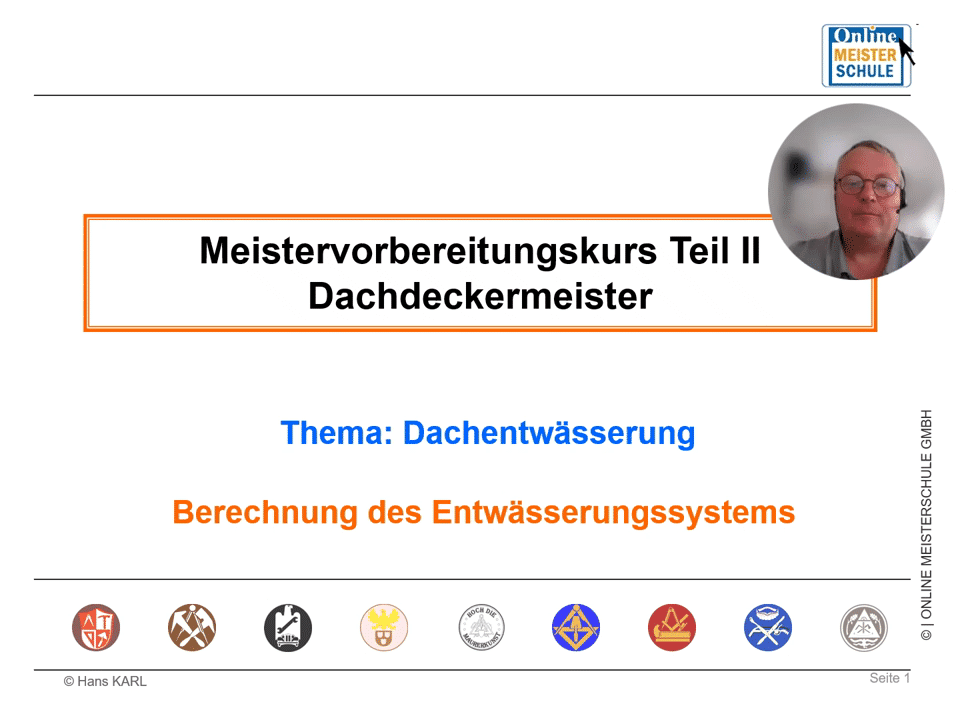 Online
MEISTER
SCHULE
Meistervorbereitungskurs Teil II
Dachdeckermeister
Thema: Dachentwässerung
Berechnung des Entwässerungssystems
© | ONLINE MEISTERSCHULE GMBH
HOCH DIE
MAURERKUNST
© Hans KARL
Seite 1